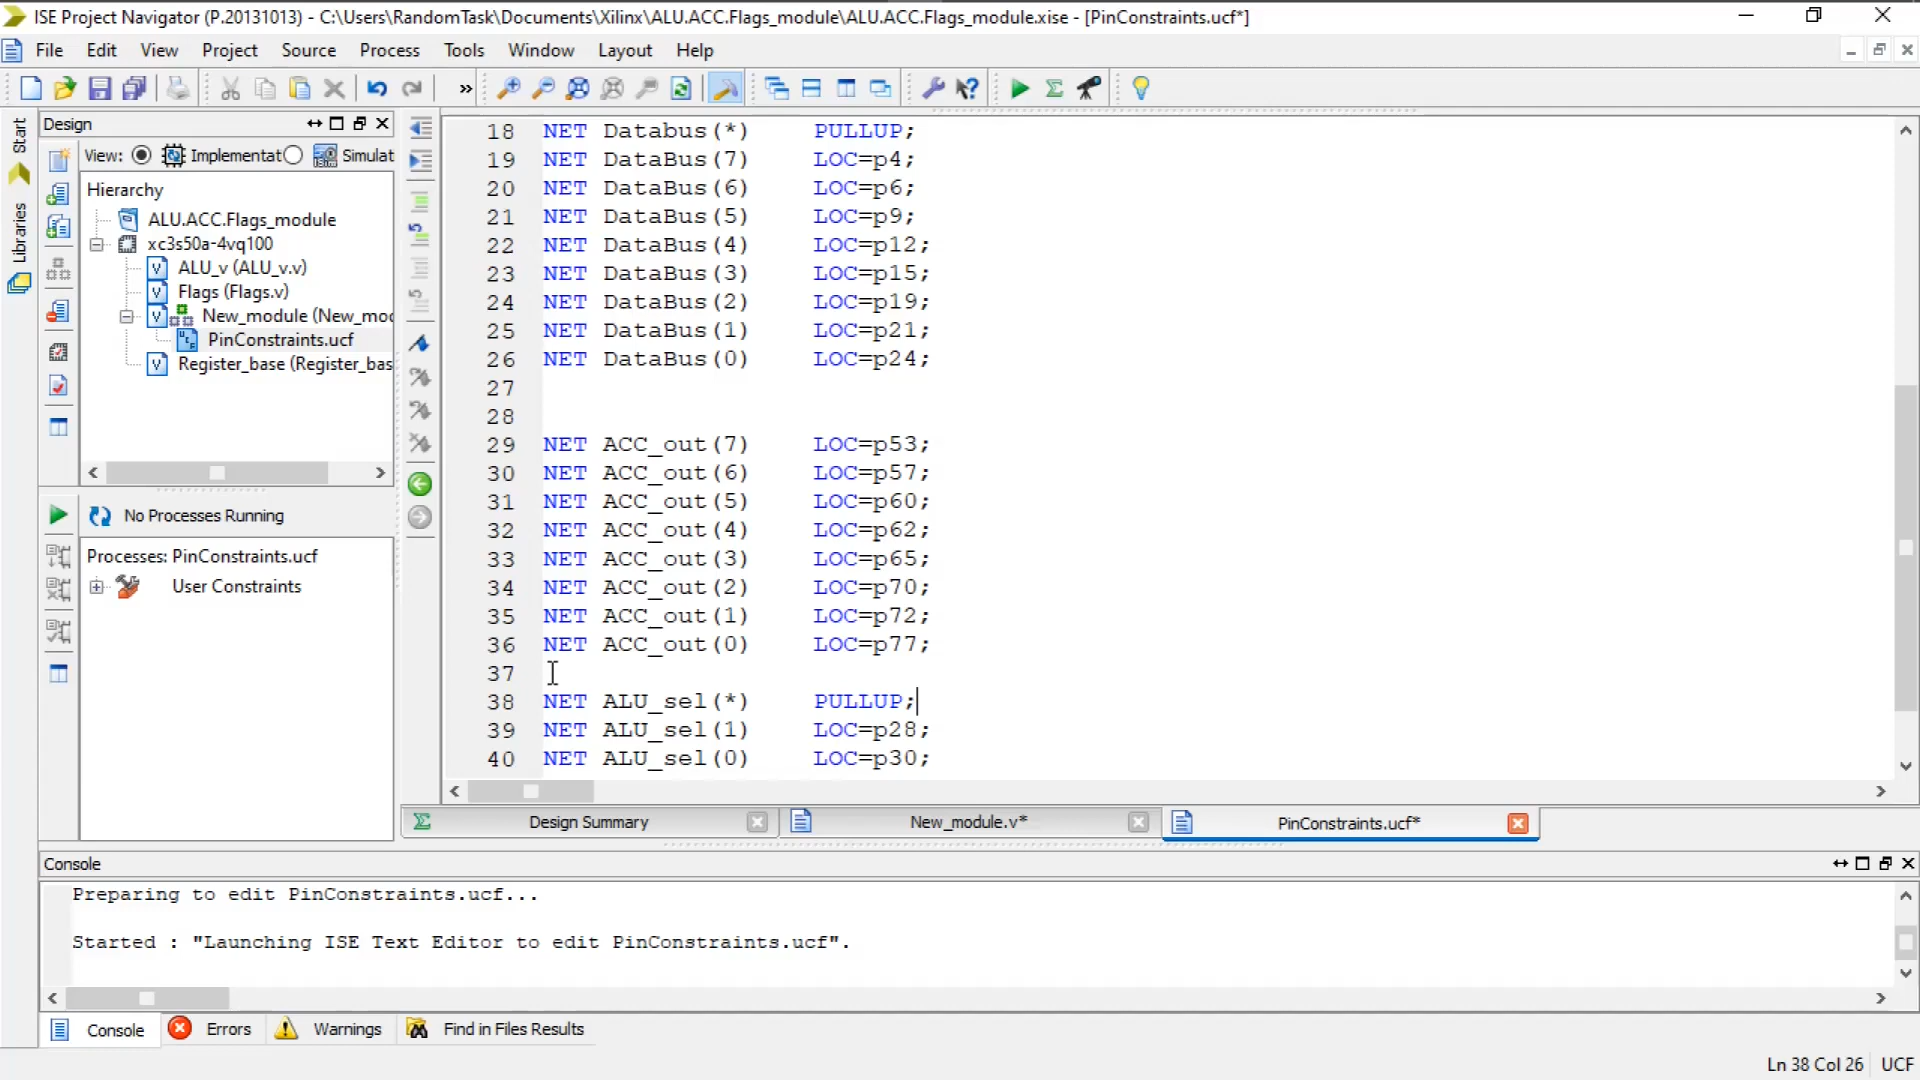 ISE Project Navigator (P.20131013) - C:\Users\RandomTask\Documents\Xilinx\ALU.ACC.Flags_module\ALU.ACC.Flags_module.xise - [PinConstraints.ucf*]
File Edit View Project Source Process Tools Window Layout Help
Start
Libraries
Design
View: Implementat Simulat
Hierarchy
ALU.ACC.Flags_module
xc3s50a-4vq100
ALU_v (ALU_v.v)
Flags (Flags.v)
New_module (New_moc
PinConstraints.ucf
Register_base (Register_bas
No Processes Running
Processes: PinConstraints.ucf
User Constraints
18 NET Databus(*) PULLUP;
19 NET DataBus(7) LOC=p4;
20 NET DataBus(6) LOC=p6;
21 NET DataBus(5) LOC=p9;
22 NET DataBus(4) LOC=p12;
23 NET DataBus(3) LOC=p15;
24 NET DataBus(2) LOC=p19;
25 NET DataBus(1) LOC=p21;
26 NET DataBus(0) LOC=p24;
27
28
29 NET ACC_out(7) LOC=p53;
30 NET ACC_out(6) LOC=p57;
31 NET ACC_out(5) LOC=p60;
32 NET ACC_out(4) LOC=p62;
33 NET ACC_out(3) LOC=p65;
34 NET ACC_out(2) LOC=p70;
35 NET ACC_out(1) LOC=p72;
36 NET ACC_out(0) LOC=p77;
37
38 NET ALU_sel(*) PULLUP;
39 NET ALU_sel(1) LOC=p28;
40 NET ALU_sel(0) LOC=p30;
Design Summary New_module.v* PinConstraints.ucf*
Console
Preparing to edit PinConstraints.ucf...
Started : "Launching ISE Text Editor to edit PinConstraints.ucf".
Console Errors Warnings Find in Files Results
Ln 38 Col 26 UCF